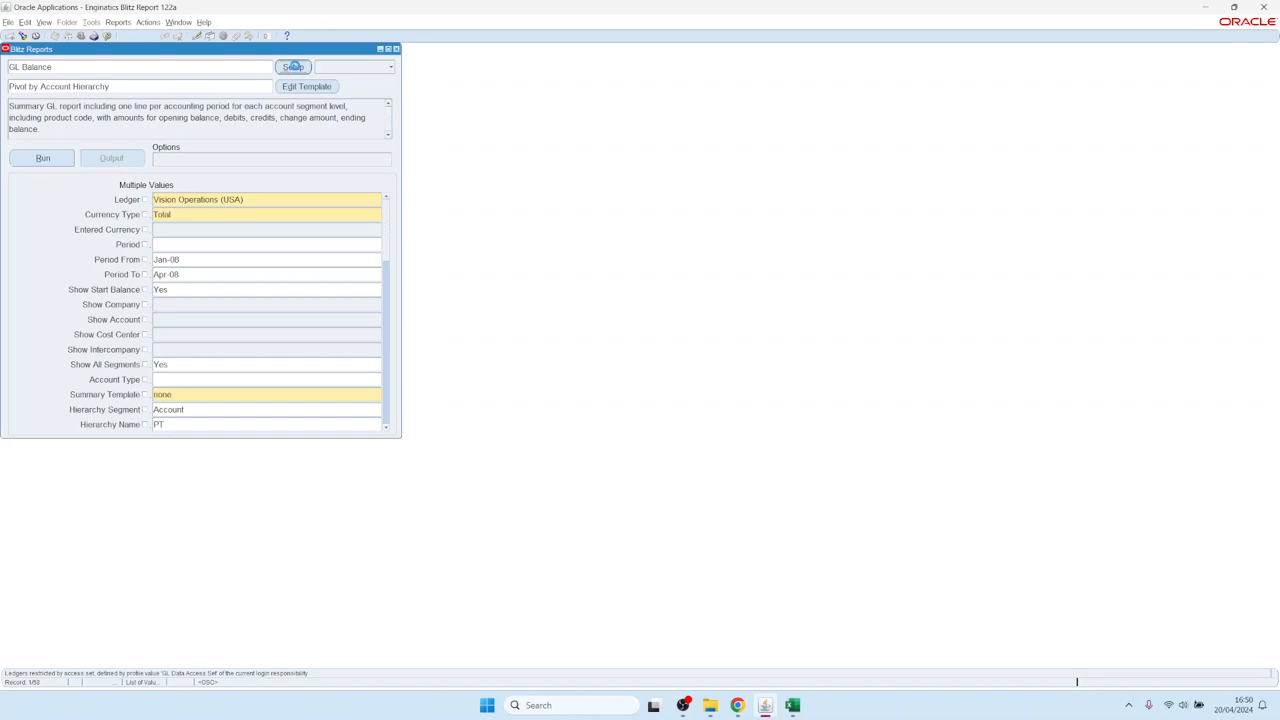 Oracle Applications - Enginatics Blitz Report 122a
File Edit View Folder Tools Reports Actions Window Help
ORACLE
Blitz Reports
GL Balance
Setup
Pivot by Account Hierarchy
Edit Template
Summary GL report including one line per accounting period for each account segment level,
including product code, with amounts for opening balance, debits, credits, change amount, ending
balance.
Options
Run
Output
Multiple Values
Ledger Vision Operations (USA)
Currency Type Total
Entered Currency
Period
Period From Jan-08
Period To Apr-08
Show Start Balance Yes
Show Company
Show Account
Show Cost Center
Show Intercompany
Show All Segments Yes
Account Type
Summary Template none
Hierarchy Segment Account
Hierarchy Name PT
Ledgers restricted by access set, defined by profile value 'GL Data Access Set' of the current login responsibility
Record: 1/58 ... List of Valu... <OSC>
Search
16:50
20/04/2024